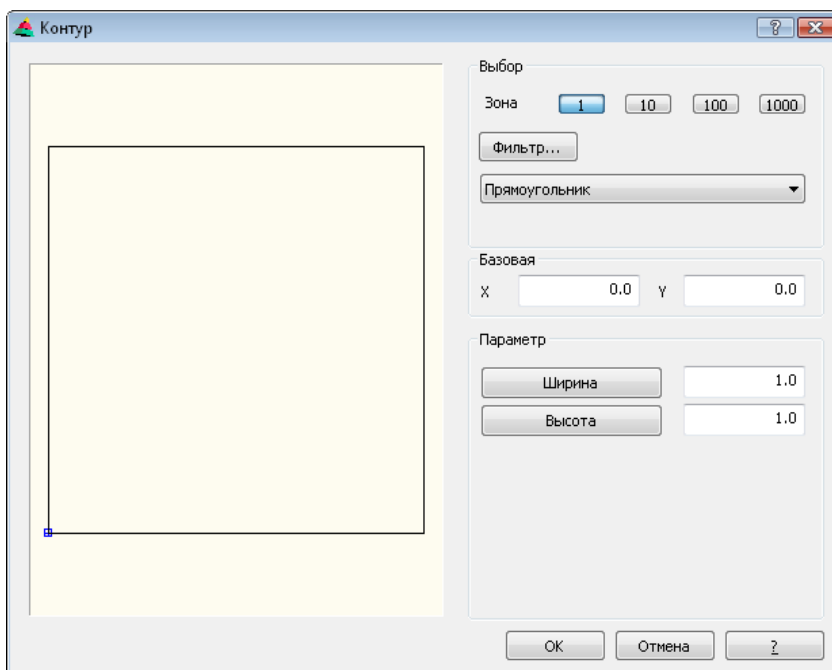 Контур
Выбор
Зона 1 10 100 1000
Фильтр...
Прямоугольник
Базовая
X 0.0 Y 0.0
Параметр
Ширина 1.0
Высота 1.0
OK Отмена ?